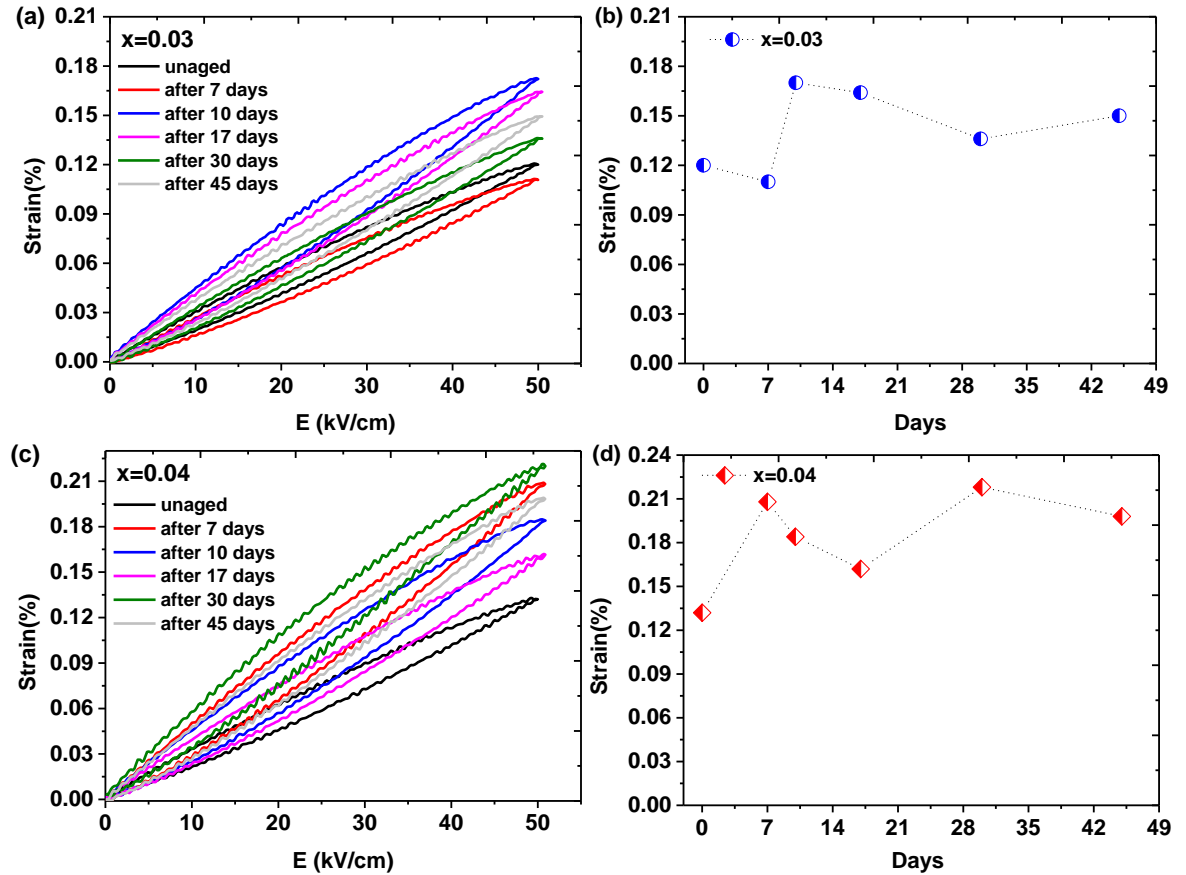 (a)
x=0.03
unaged
after 7 days
after 10 days
after 17 days
after 30 days
after 45 days
0.21
0.18
0.15
0.12
0.09
0.06
0.03
0.00
Strain(%)
0 10 20 30 40 50
E (kV/cm)
(b)
x=0.03
0.21
0.18
0.15
0.12
0.09
0.06
0.03
0.00
Strain(%)
0 7 14 21 28 35 42 49
Days
(c)
x=0.04
unaged
after 7 days
after 10 days
after 17 days
after 30 days
after 45 days
0.21
0.18
0.15
0.12
0.09
0.06
0.03
0.00
Strain(%)
0 10 20 30 40 50
E (kV/cm)
(d)
x=0.04
0.24
0.21
0.18
0.15
0.12
0.09
0.06
0.03
0.00
Strain(%)
0 7 14 21 28 35 42 49
Days